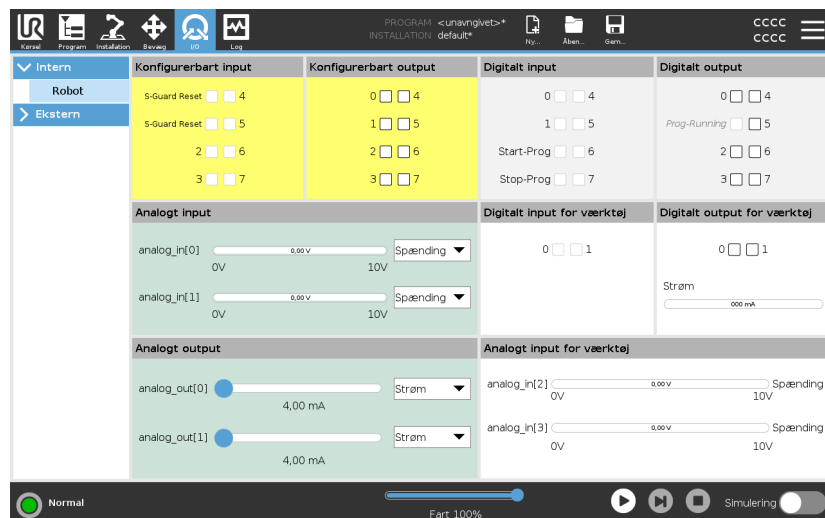 PROGRAM <unavngivet>*
INSTALLATION default*
cccc
cccc
Kørsel Program Installation Bevæg I/O Log Ny... Åben... Gem...
Intern
Robot
Ekstern
Konfigurerbart input
S-Guard Reset 4
S-Guard Reset 5
2 6
3 7
Konfigurerbart output
0 4
1 5
2 6
3 7
Digitalt input
0 4
1 5
Start-Prog 6
Stop-Prog 7
Digitalt output
0 4
Prog-Running 5
2 6
3 7
Analogt input
analog_in[0] 0,00 V Spænding
0V 10V
analog_in[1] 0,00 V Spænding
0V 10V
Digitalt input for værktøj
0 1
Digitalt output for værktøj
0 1
Strøm
000 mA
Analogt output
analog_out[0] Strøm
4,00 mA
analog_out[1] Strøm
4,00 mA
Analogt input for værktøj
analog_in[2] 0,00 V Spænding
0V 10V
analog_in[3] 0,00 V Spænding
0V 10V
Normal
Fart 100%
Simulering